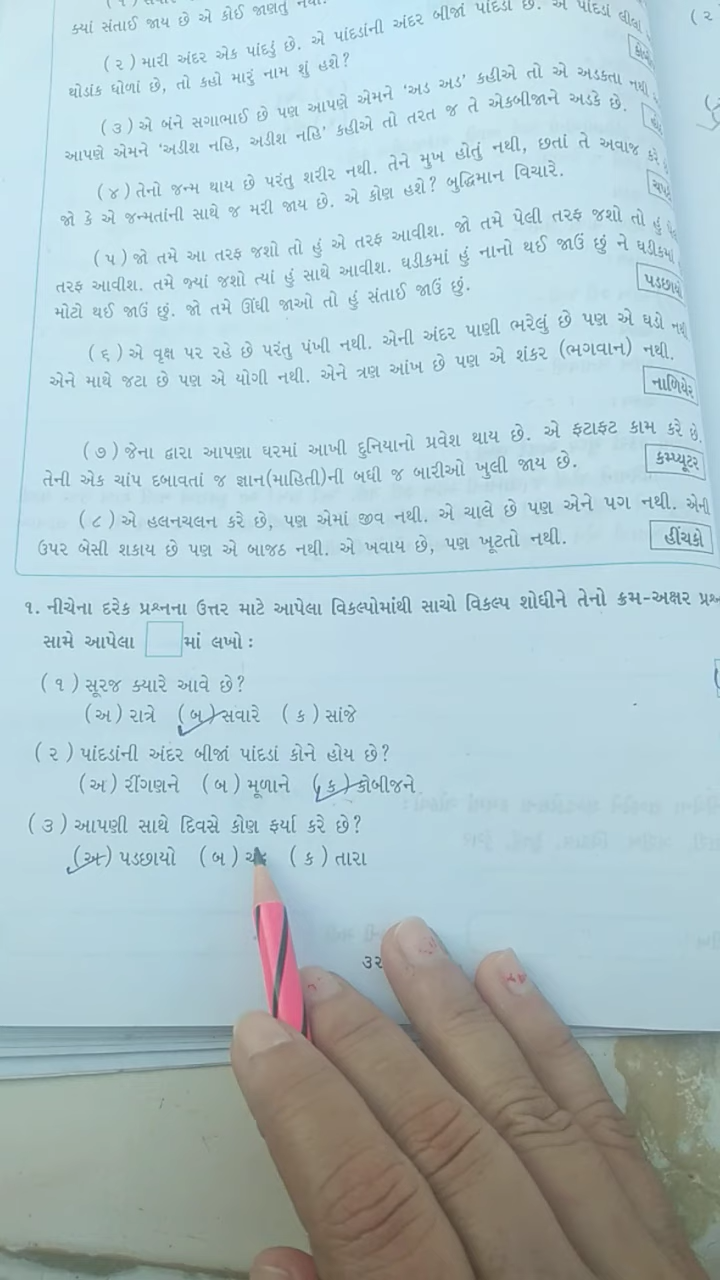 ક્યાં સંતાઈ જાય છે એ કોઈ જાણતું નથી.
(૨) મારી અંદર એક પાંદડું છે. એ પાંદડાંની અંદર બીજાં પાંદડાં છે. એ પાંદડાં લીલાં
થોડાંક ધોળાં છે, તો કહો મારું નામ શું હશે?
(૩) એ બંને સગાભાઈ છે પણ આપણે એમને ‘અડ અડ’ કહીએ તો એ અડકતા નથી
આપણે એમને ‘અડીશ નહિ, અડીશ નહિ’ કહીએ તો તરત જ તે એકબીજાને અડકે છે.
(૪) તેનો જન્મ થાય છે પરંતુ શરીર નથી. તેને મુખ હોતું નથી, છતાં તે અવાજ કરે
જો કે એ જન્મતાંની સાથે જ મરી જાય છે. એ કોણ હશે? બુદ્ધિમાન વિચારે.
(૫) જો તમે આ તરફ જશો તો હું એ તરફ આવીશ. જો તમે પેલી તરફ જશો તો હું
તરફ આવીશ. તમે જ્યાં જશો ત્યાં હું સાથે આવીશ. ઘડીકમાં હું નાનો થઈ જાઉં છું ને ઘડીકમાં
મોટો થઈ જાઉં છું. જો તમે ઊંઘી જાઓ તો હું સંતાઈ જાઉં છું.
પડછાયો
(૬) એ વૃક્ષ પર રહે છે પરંતુ પંખી નથી. એની અંદર પાણી ભરેલું છે પણ એ ઘડો નથી
એને માથે જટા છે પણ એ યોગી નથી. એને ત્રણ આંખ છે પણ એ શંકર (ભગવાન) નથી.
નાળિયેર
(૭) જેના દ્વારા આપણા ઘરમાં આખી દુનિયાનો પ્રવેશ થાય છે. એ ફટાફટ કામ કરે છે.
તેની એક ચાંપ દબાવતાં જ જ્ઞાન(માહિતી)ની બધી જ બારીઓ ખુલી જાય છે.
કમ્પ્યૂટર
(૮) એ હલનચલન કરે છે, પણ એમાં જીવ નથી. એ ચાલે છે પણ એને પગ નથી. એની
ઉપર બેસી શકાય છે પણ એ બાજઠ નથી. એ ખવાય છે, પણ ખૂટતો નથી.
હીંચકો
૧. નીચેના દરેક પ્રશ્નના ઉત્તર માટે આપેલા વિકલ્પોમાંથી સાચો વિકલ્પ શોધીને તેનો ક્રમ-અક્ષર
સામે આપેલા માં લખો :
(૧) સૂરજ ક્યારે આવે છે?
(અ) રાત્રે (બ) સવારે (ક) સાંજે
(૨) પાંદડાંની અંદર બીજાં પાંદડાં કોને હોય છે?
(અ) રીંગણને (બ) મૂળાને (ક) કોબીજને
(૩) આપણી સાથે દિવસે કોણ ફર્યા કરે છે?
(અ) પડછાયો (બ) (ક) તારા
૩૨